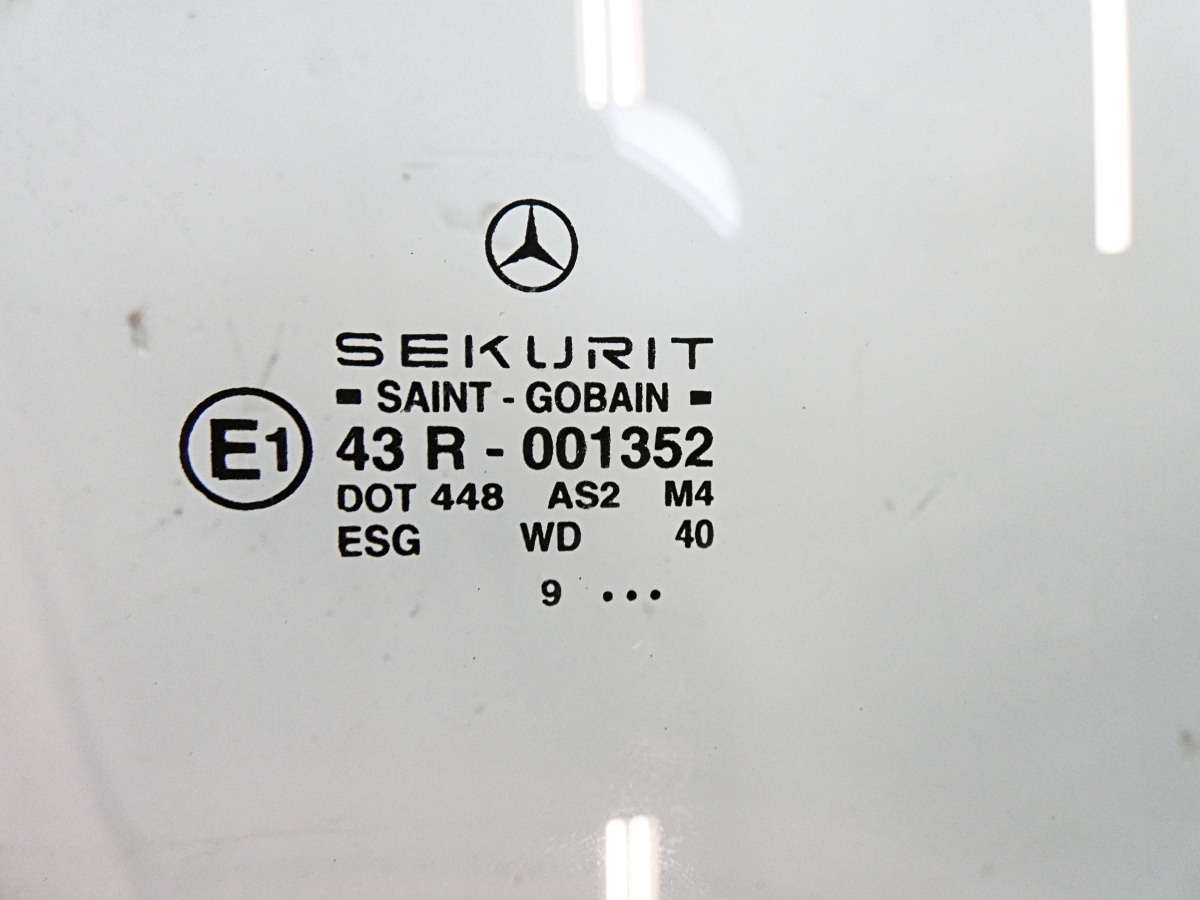 SEKURIT
- SAINT - GOBAIN -
E1
43 R - 001352
DOT 448 AS2 M4
ESG WD 40
9 •••